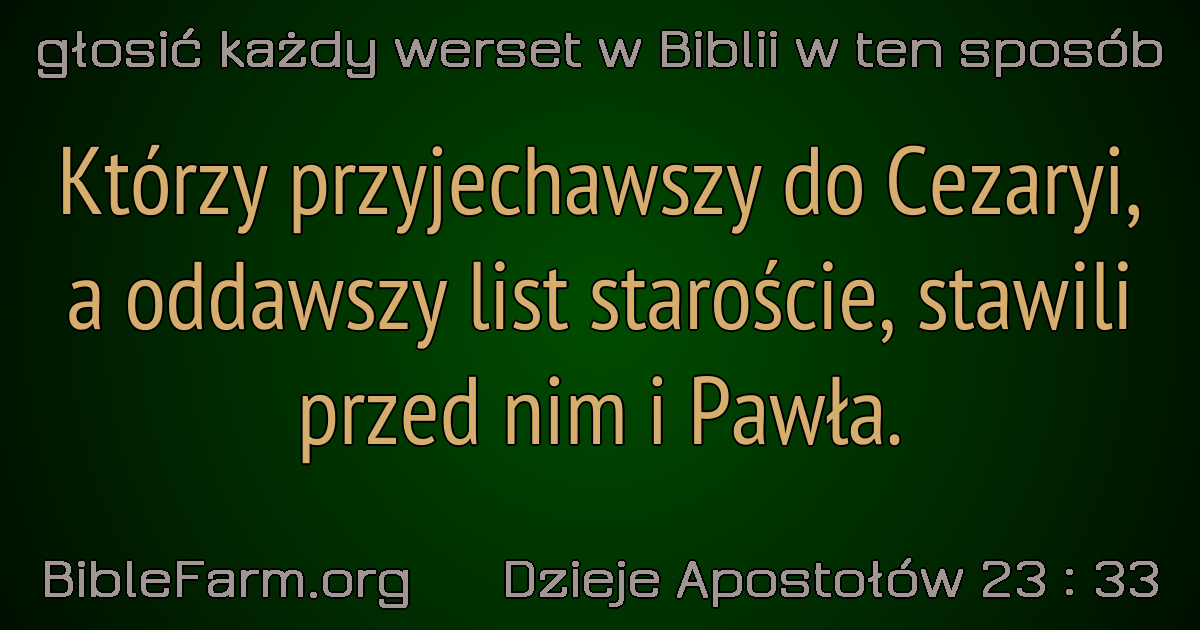 głosić każdy werset w Biblii w ten sposób
Którzy przyjechawszy do Cezaryi,
a oddawszy list staroście, stawili
przed nim i Pawła.
BibleFarm.org Dzieje Apostołów 23 : 33